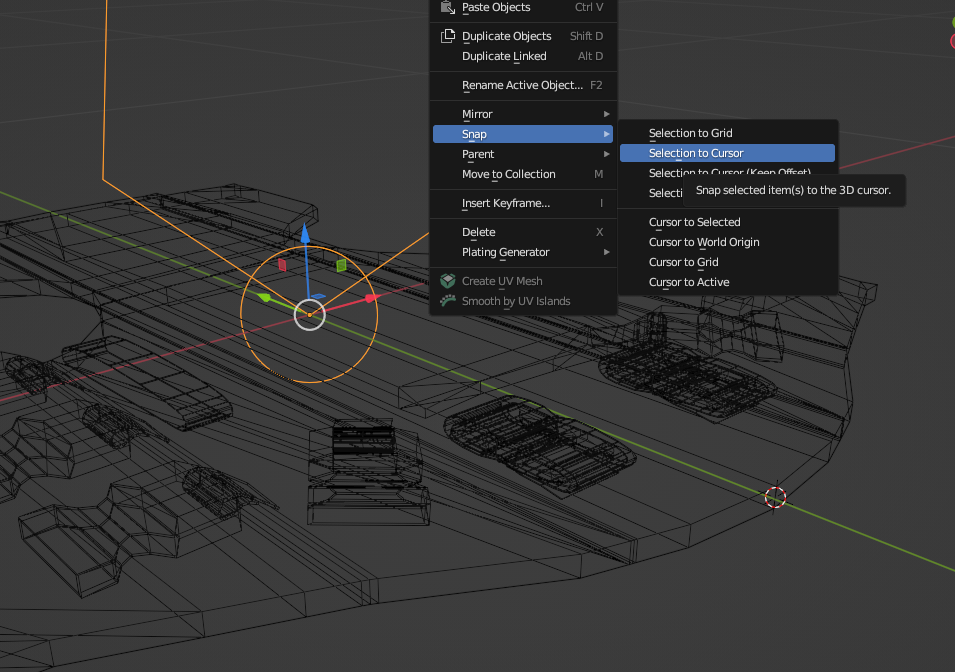 Paste Objects Ctrl V
Duplicate Objects Shift D
Duplicate Linked Alt D
Rename Active Object... F2
Mirror
Snap
Parent
Move to Collection M
Insert Keyframe... I
Delete X
Plating Generator
Create UV Mesh
Smooth by UV Islands
Selection to Grid
Selection to Cursor
Selection to Cursor (Keep Offset)
Selecti
Snap selected item(s) to the 3D cursor.
Cursor to Selected
Cursor to World Origin
Cursor to Grid
Cursor to Active